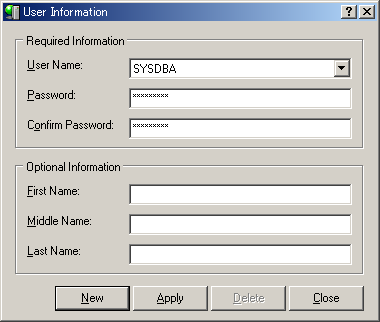 User Information
Required Information
User Name:
SYSDBA
Password:
*********
Confirm Password:
*********
Optional Information
First Name:
Middle Name:
Last Name:
New Apply Delete Close